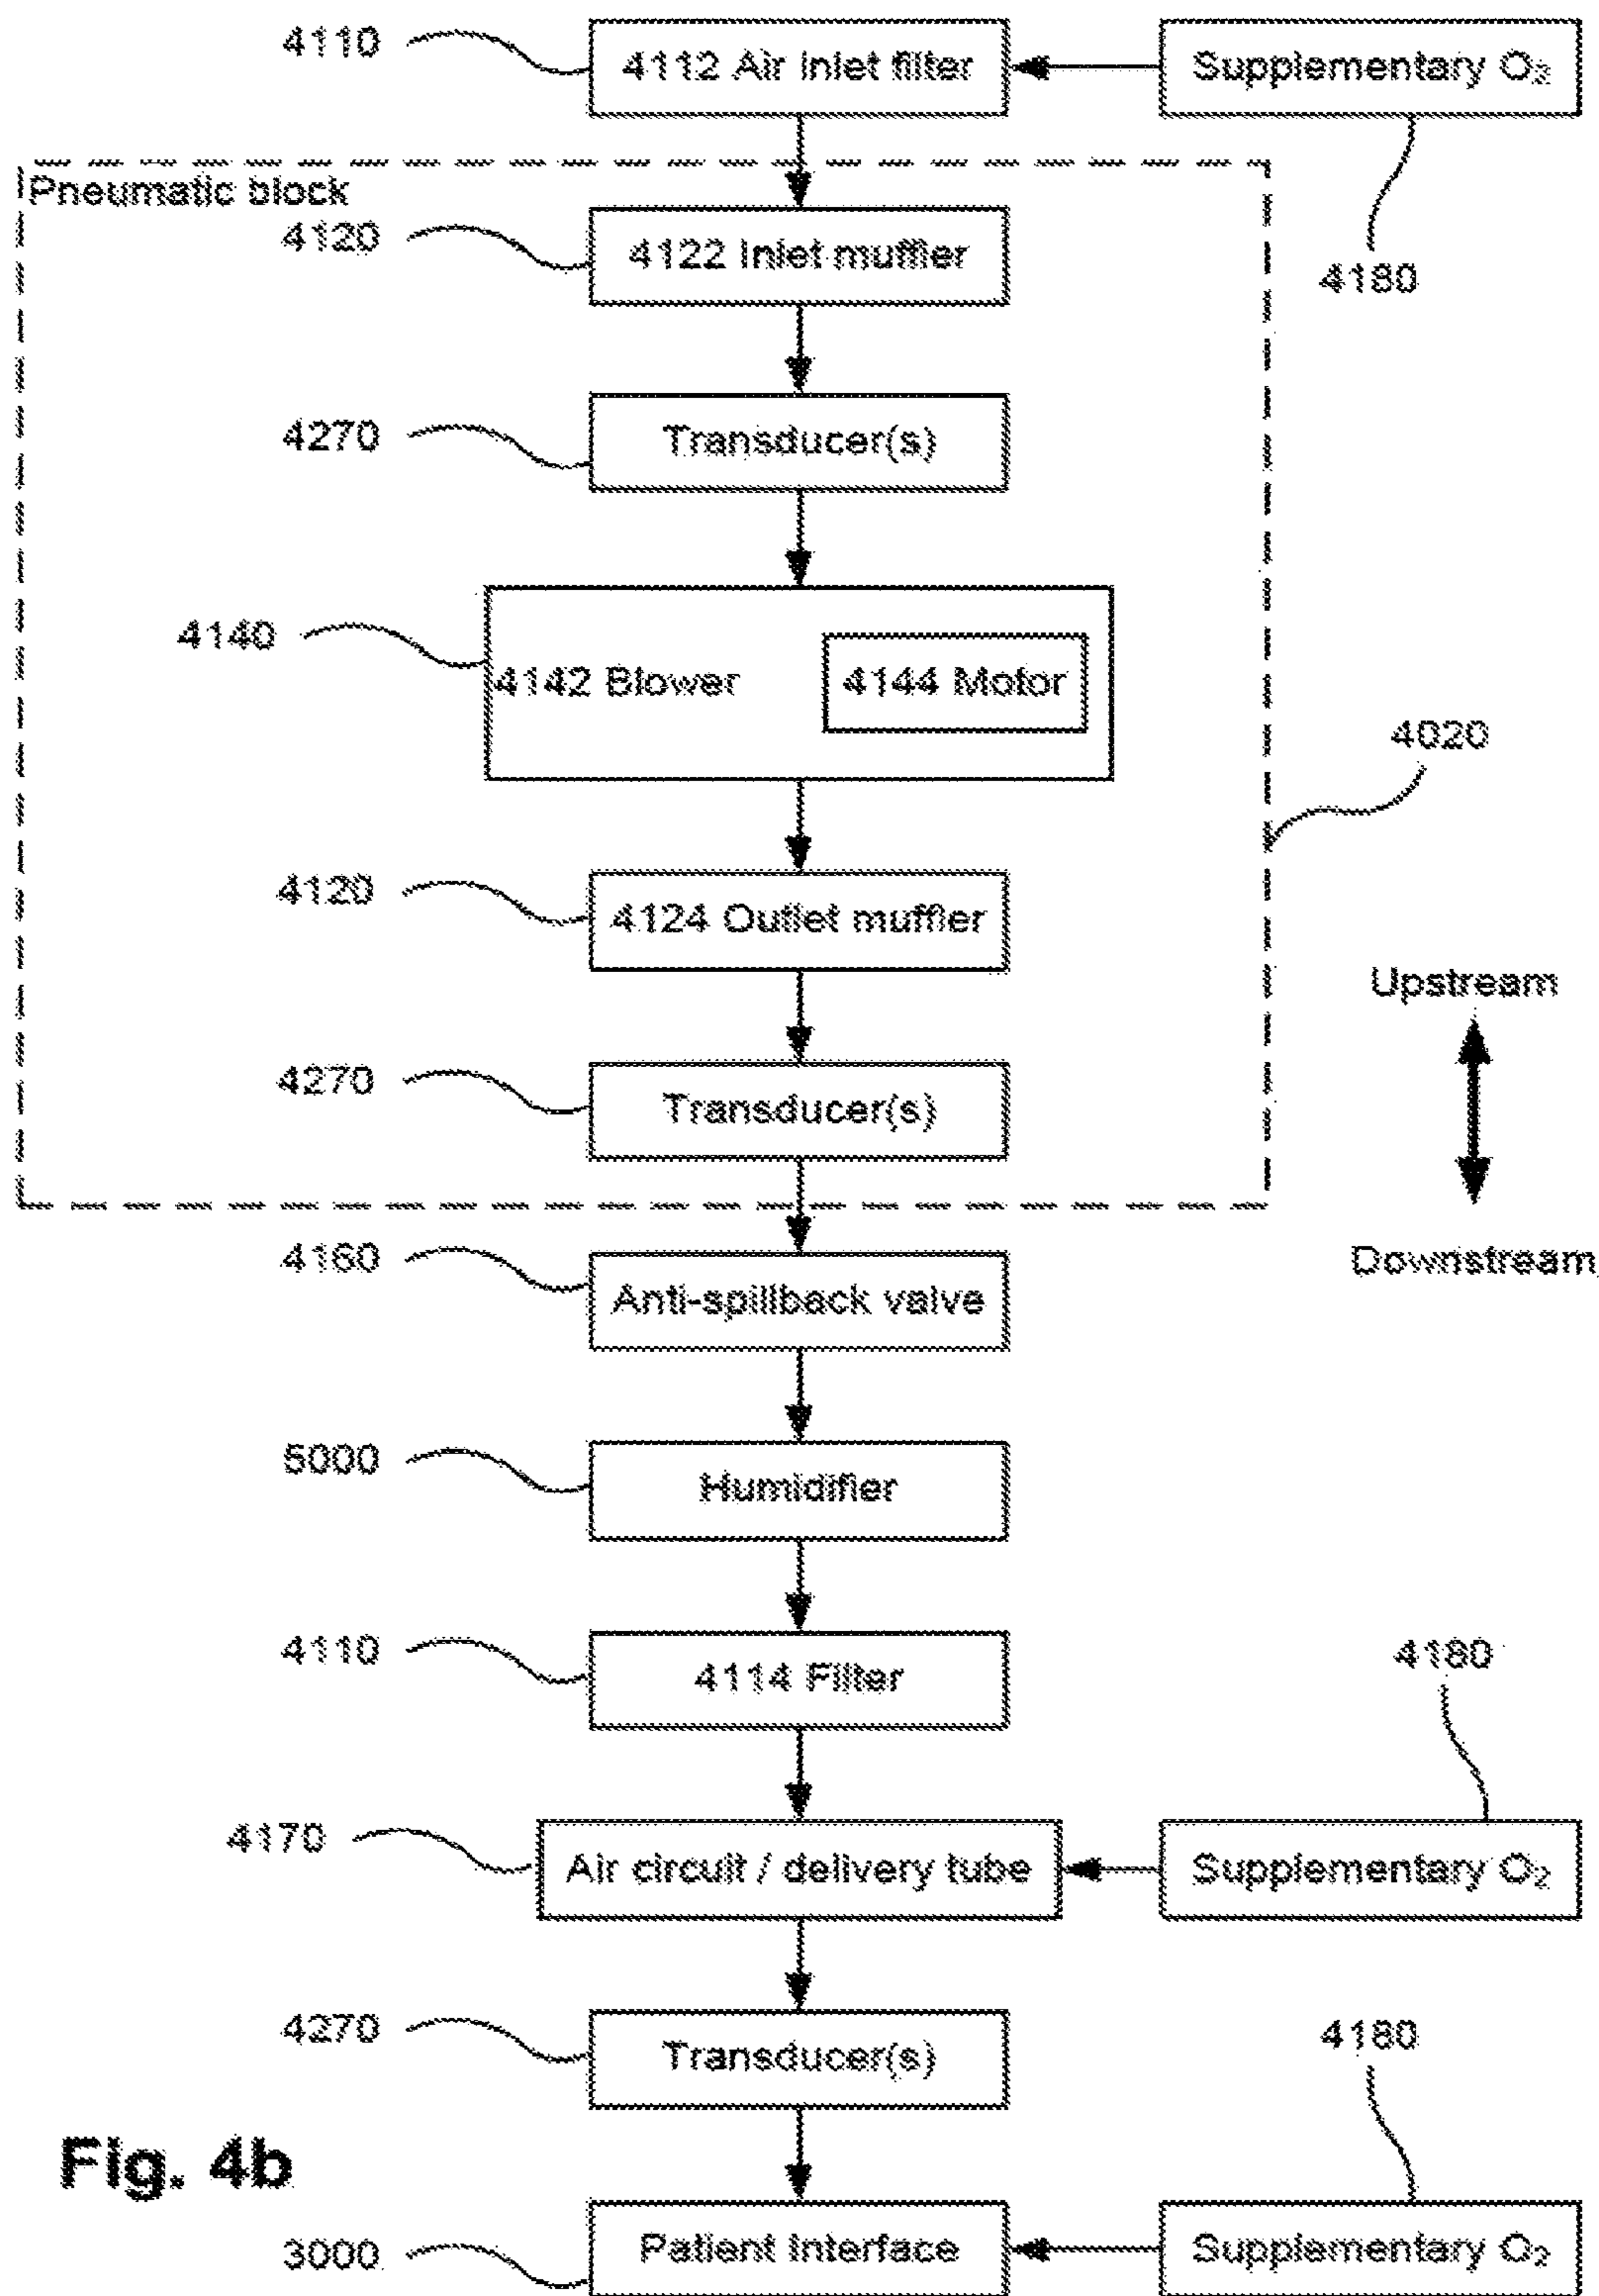 4110
4112 Air inlet filter
Supplementary O₂
4180
Pneumatic block
4120
4122 Inlet muffler
4270
Transducer(s)
4140
4142 Blower
4144 Motor
4020
4120
4124 Outlet muffler
4270
Transducer(s)
Upstream
Downstream
4160
Anti-spillback valve
5000
Humidifier
4110
4114 Filter
4180
4170
Air circuit / delivery tube
Supplementary O₂
4270
Transducer(s)
4180
Fig. 4b
3000
Patient Interface
Supplementary O₂